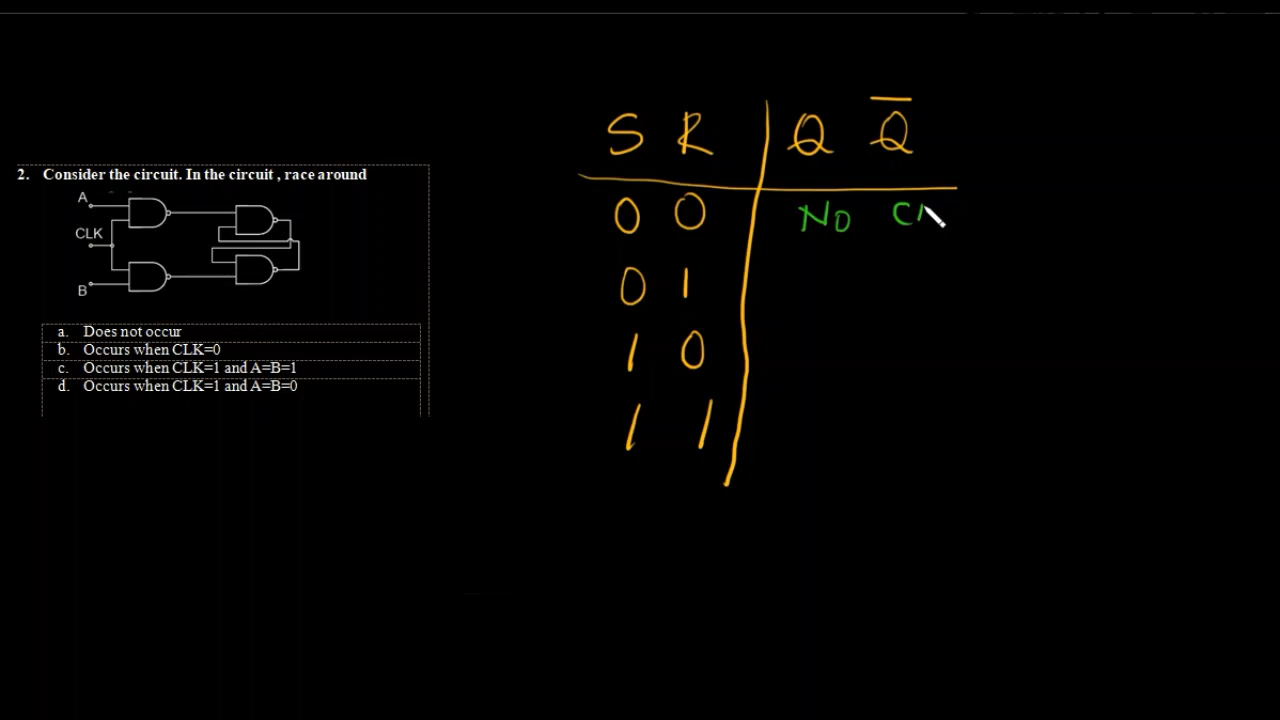 2. Consider the circuit. In the circuit , race around
A
CLK
B
a. Does not occur
b. Occurs when CLK=0
c. Occurs when CLK=1 and A=B=1
d. Occurs when CLK=1 and A=B=0
S R Q Q̅
0 0 No
0 1
1 0
1 1